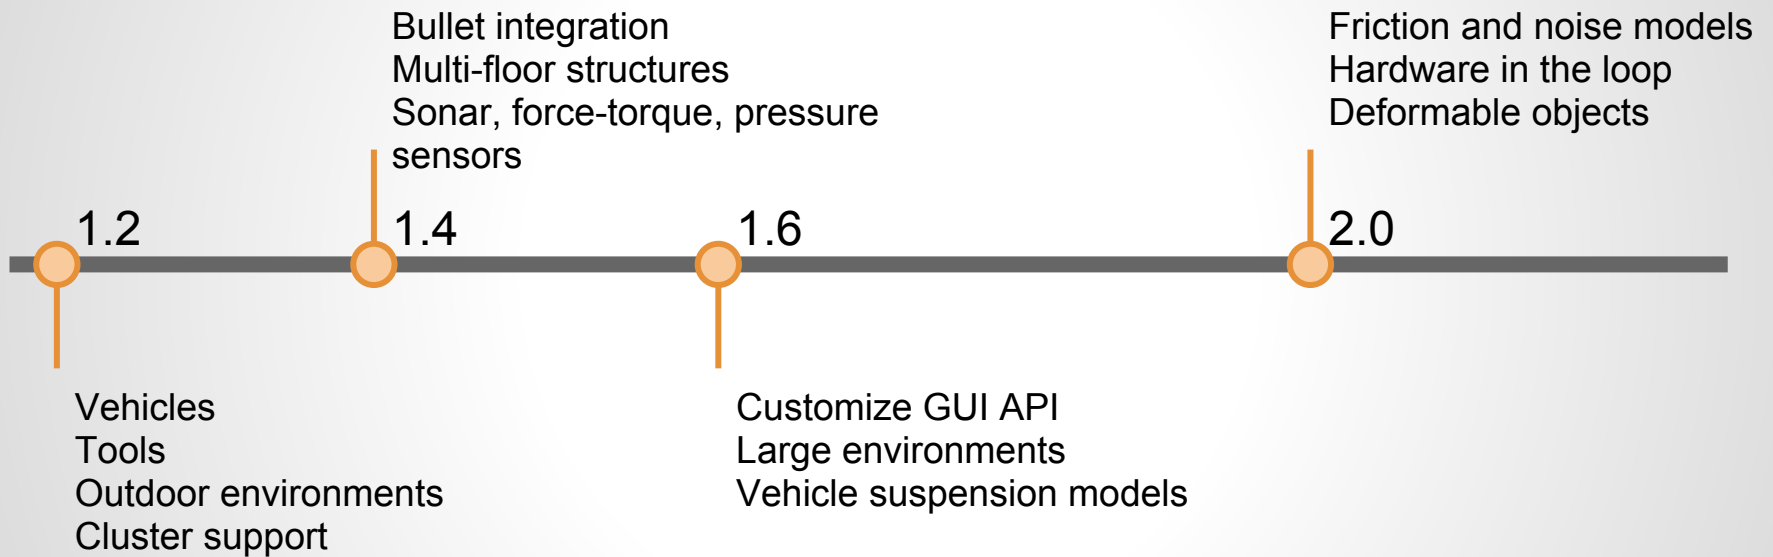 Bullet integration
Multi-floor structures
Sonar, force-torque, pressure
sensors
Friction and noise models
Hardware in the loop
Deformable objects
1.2
1.4
1.6
2.0
Vehicles
Tools
Outdoor environments
Cluster support
Customize GUI API
Large environments
Vehicle suspension models